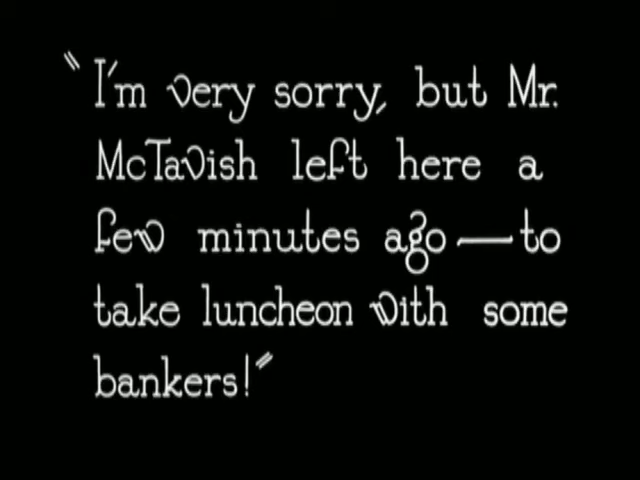 "I'm very sorry, but Mr.
McTavish left here a
few minutes ago — to
take luncheon with some
bankers!"